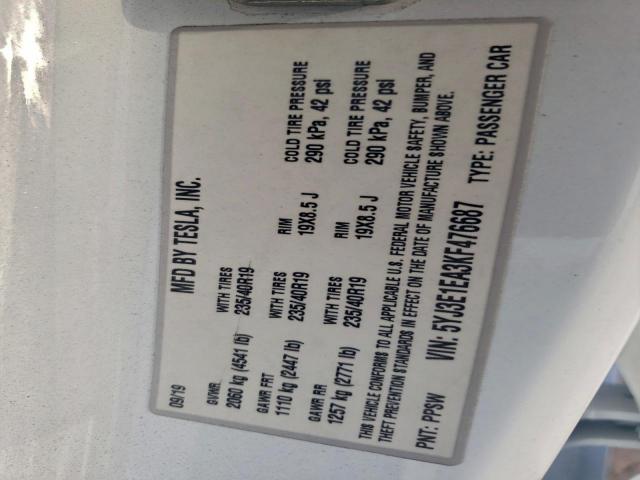 09/19 MFD BY TESLA, INC.
GVWR. WITH TIRES RIM COLD TIRE PRESSURE
2060 kg (4541 lb) 235/40R19 19X8.5 J 290 kPa, 42 psi
GAWR FRT WITH TIRES RIM COLD TIRE PRESSURE
1110 kg (2447 lb) 235/40R19 19X8.5 J 290 kPa, 42 psi
GAWR RR WITH TIRES
1257 kg (2771 lb) 235/40R19
THIS VEHICLE CONFORMS TO ALL APPLICABLE U.S. FEDERAL MOTOR VEHICLE SAFETY, BUMPER, AND
THEFT PREVENTION STANDARDS IN EFFECT ON THE DATE OF MANUFACTURE SHOWN ABOVE.
PNT: PPSW VIN: 5YJ3E1EA3KF476687 TYPE: PASSENGER CAR